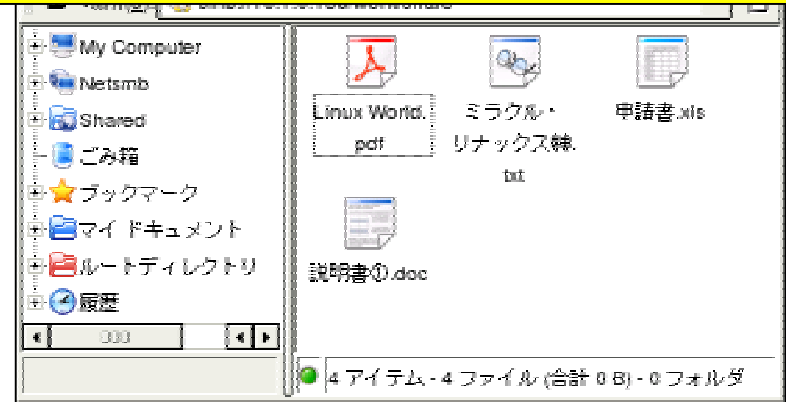 My Computer
Netsmb
Shared
ごみ箱
ブックマーク
マイ ドキュメント
ルートディレクトリ
履歴
Linux World.
pdf
ミラクル・
リナックス㈱.
txt
申請書.xls
説明書①.doc
4 アイテム - 4 ファイル (合計 0 B) - 0 フォルダ